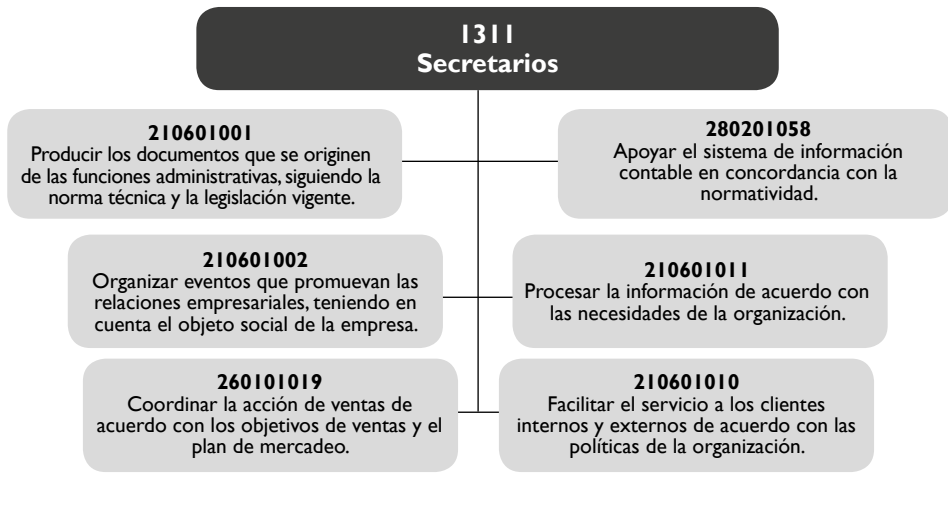 1311
Secretarios
210601001
Producir los documentos que se originen
de las funciones administrativas, siguiendo la
norma técnica y la legislación vigente.
280201058
Apoyar el sistema de información
contable en concordancia con la
normatividad.
210601002
Organizar eventos que promuevan las
relaciones empresariales, teniendo en
cuenta el objeto social de la empresa.
210601011
Procesar la información de acuerdo con
las necesidades de la organización.
260101019
Coordinar la acción de ventas de
acuerdo con los objetivos de ventas y el
plan de mercadeo.
210601010
Facilitar el servicio a los clientes
internos y externos de acuerdo con las
políticas de la organización.